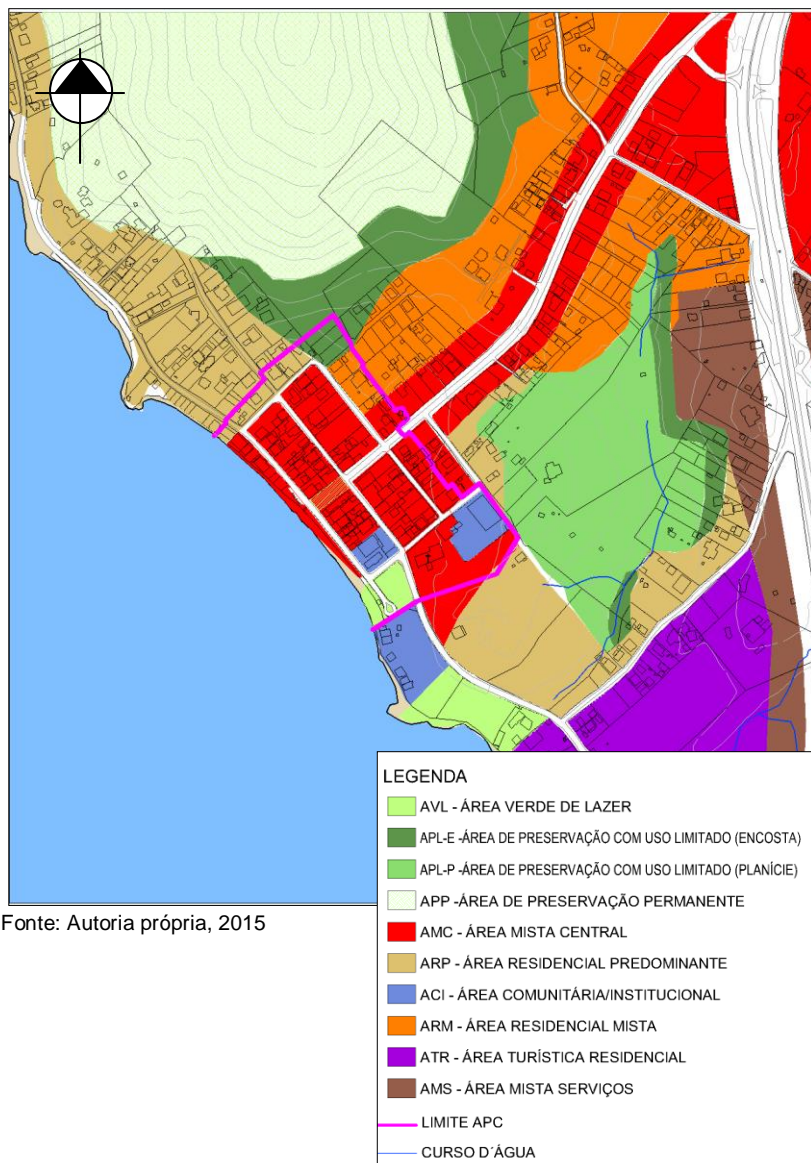 Fonte: Autoria própria, 2015
LEGENDA
AVL - ÁREA VERDE DE LAZER
APL-E -ÁREA DE PRESERVAÇÃO COM USO LIMITADO (ENCOSTA)
APL-P -ÁREA DE PRESERVAÇÃO COM USO LIMITADO (PLANÍCIE)
APP -ÁREA DE PRESERVAÇÃO PERMANENTE
AMC - ÁREA MISTA CENTRAL
ARP - ÁREA RESIDENCIAL PREDOMINANTE
ACI - ÁREA COMUNITÁRIA/INSTITUCIONAL
ARM - ÁREA RESIDENCIAL MISTA
ATR - ÁREA TURÍSTICA RESIDENCIAL
AMS - ÁREA MISTA SERVIÇOS
LIMITE APC
CURSO D´ÁGUA